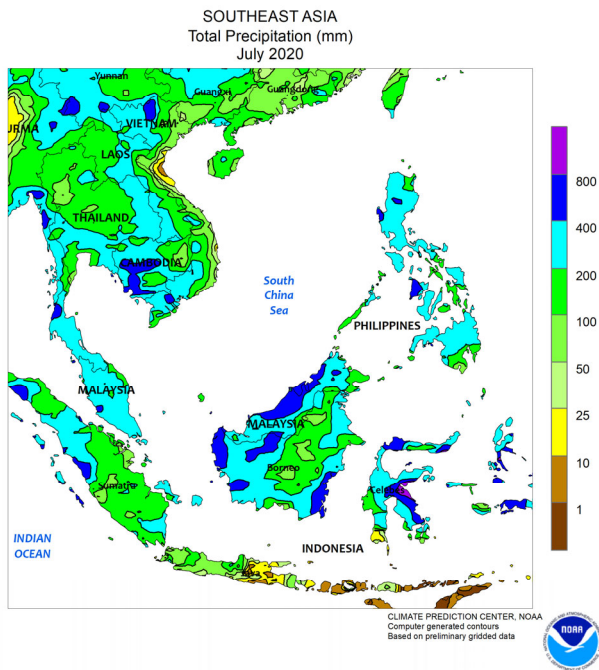 SOUTHEAST ASIA
Total Precipitation (mm)
July 2020
Yunnan
Guangxi
Guangdong
URMA
VIETNAM
LAOS
THAILAND
CAMBODIA
South
China
Sea
PHILIPPINES
MALAYSIA
MALAYSIA
Borneo
Sumatra
Celebes
INDIAN
OCEAN
INDONESIA
Java
800
400
200
100
50
25
10
1
CLIMATE PREDICTION CENTER, NOAA
Computer generated contours
Based on preliminary gridded data
NOAA